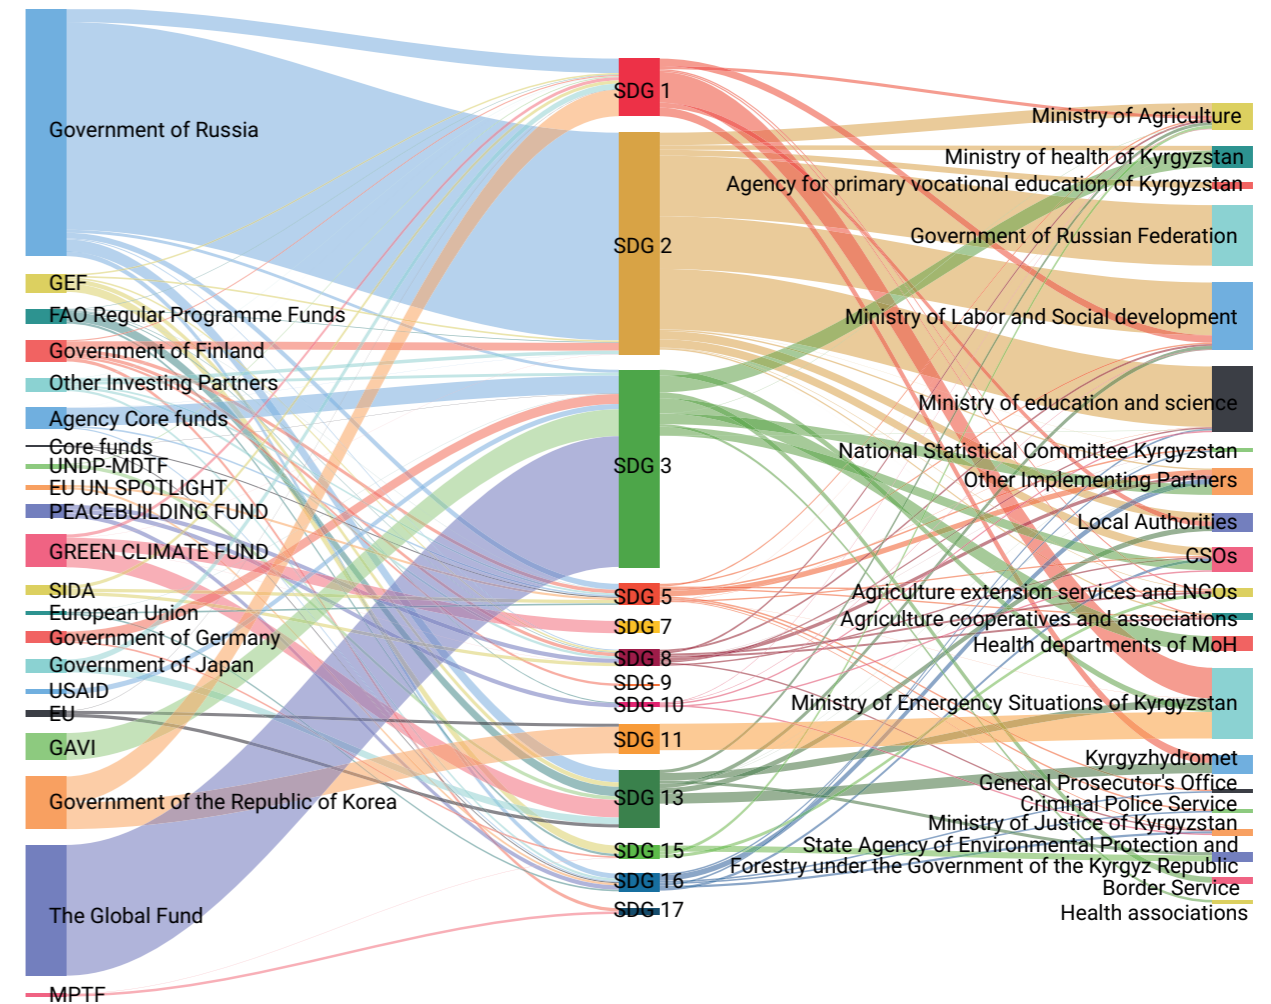 Government of Russia
GEF
FAO Regular Programme Funds
Government of Finland
Other Investing Partners
Agency Core funds
Core funds
UNDP-MDTF
EU UN SPOTLIGHT
PEACEBUILDING FUND
GREEN CLIMATE FUND
SIDA
European Union
Government of Germany
Government of Japan
USAID
EU
GAVI
Government of the Republic of Korea
The Global Fund
MPTF
SDG 1
SDG 2
SDG 3
SDG 5
SDG 7
SDG 8
SDG 9
SDG 10
SDG 11
SDG 13
SDG 15
SDG 16
SDG 17
Ministry of Agriculture
Ministry of health of Kyrgyzstan
Agency for primary vocational education of Kyrgyzstan
Government of Russian Federation
Ministry of Labor and Social development
Ministry of education and science
National Statistical Committee Kyrgyzstan
Other Implementing Partners
Local Authorities
CSOs
Agriculture extension services and NGOs
Agriculture cooperatives and associations
Health departments of MoH
Ministry of Emergency Situations of Kyrgyzstan
Kyrgyzhydromet
General Prosecutor's Office
Criminal Police Service
Ministry of Justice of Kyrgyzstan
State Agency of Environmental Protection and
Forestry under the Government of the Kyrgyz Republic
Border Service
Health associations